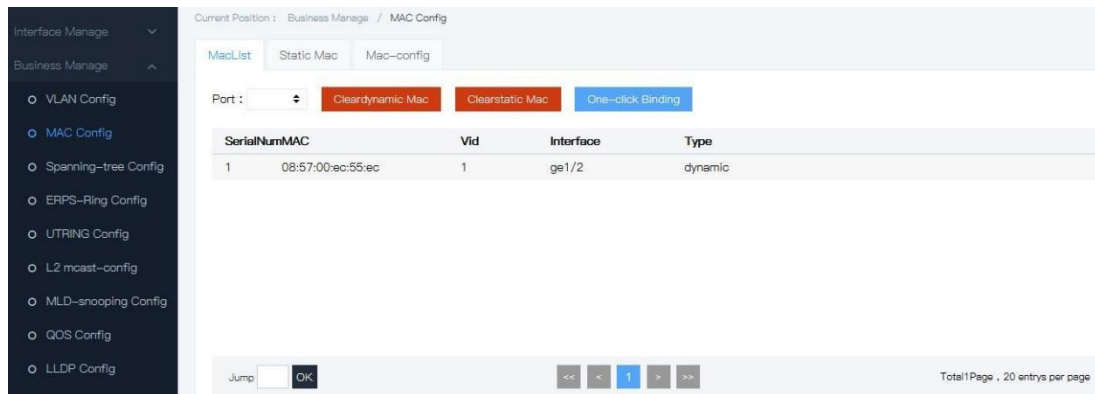 Interface Manage
Business Manage
VLAN Config
MAC Config
Spanning-tree Config
ERPS-Ring Config
UTRING Config
L2 mcast-config
MLD-snooping Config
QOS Config
LLDP Config
Current Position : Business Manage / MAC Config
MacList Static Mac Mac-config
Port : Cleardynamic Mac Clearstatic Mac One-click Binding
SerialNumMAC Vid Interface Type
1 08:57:00:ec:55:ec 1 ge1/2 dynamic
Jump OK << < 1 > >> Total1Page , 20 entrys per page